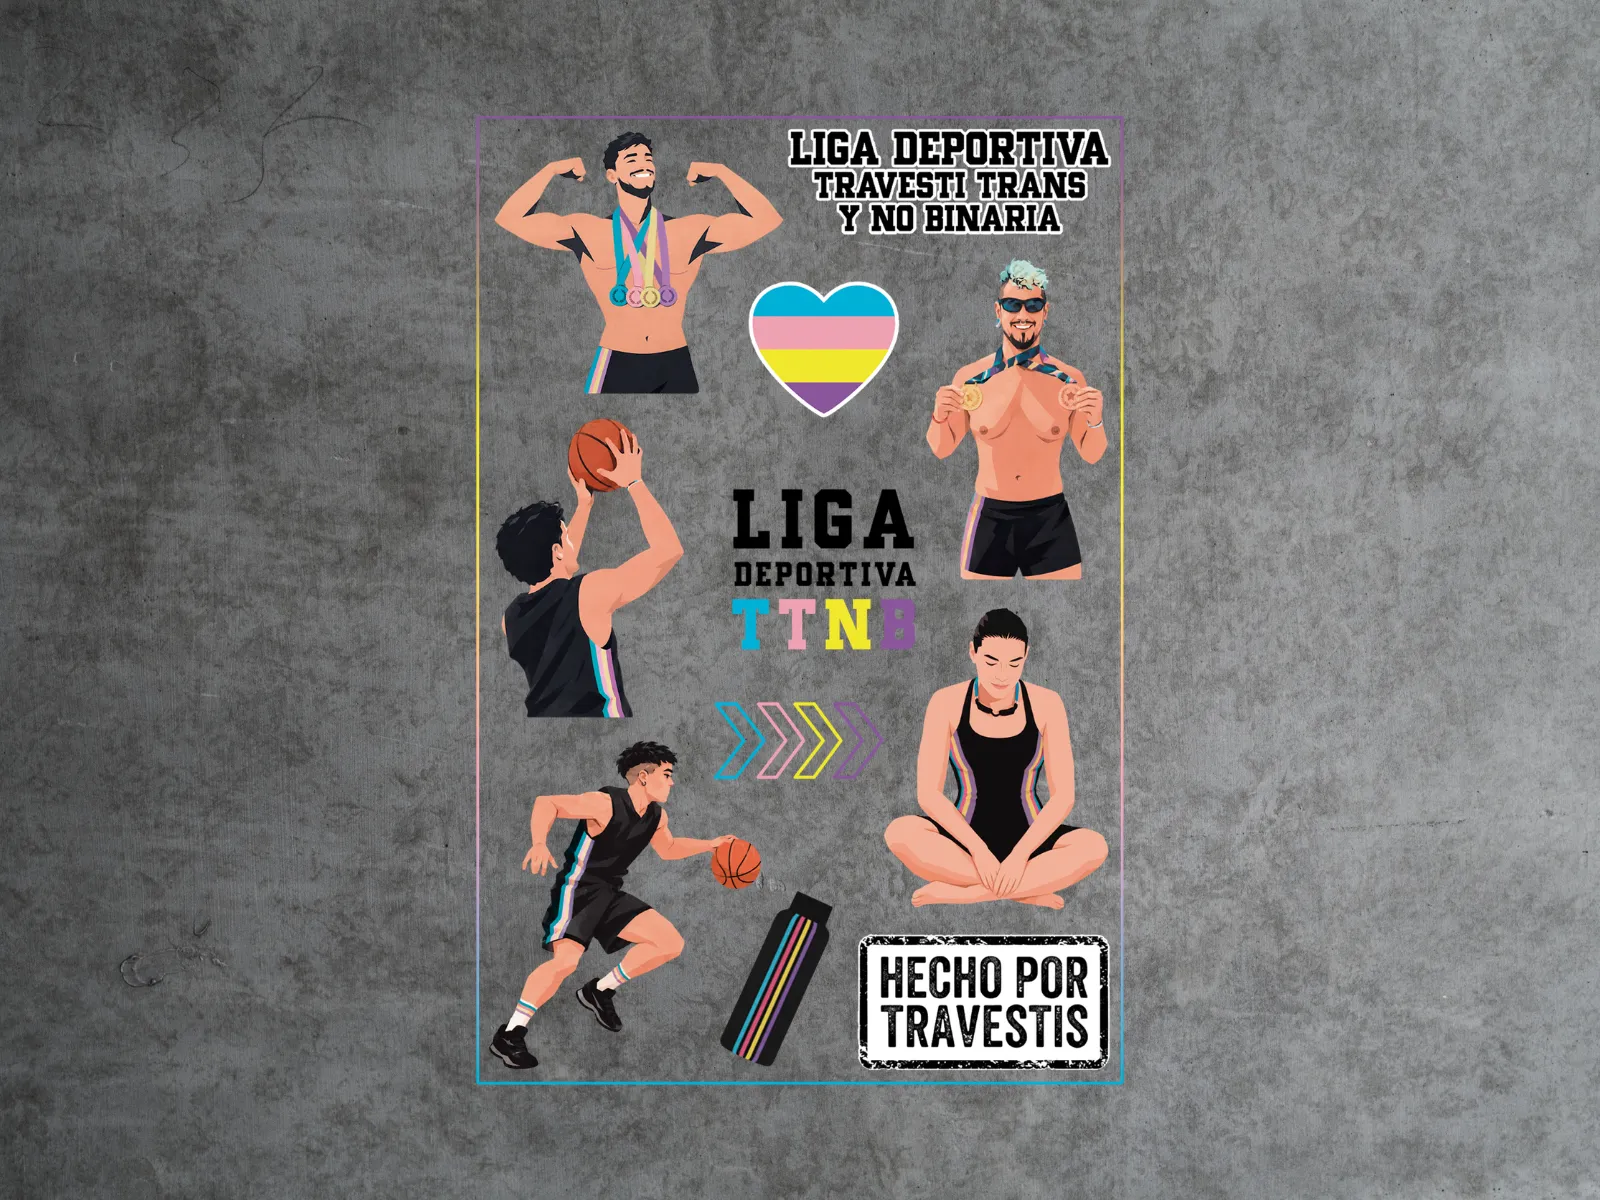 LIGA DEPORTIVA
TRAVESTI TRANS
Y NO BINARIA
LIGA
DEPORTIVA
TTNB
HECHO POR
TRAVESTIS